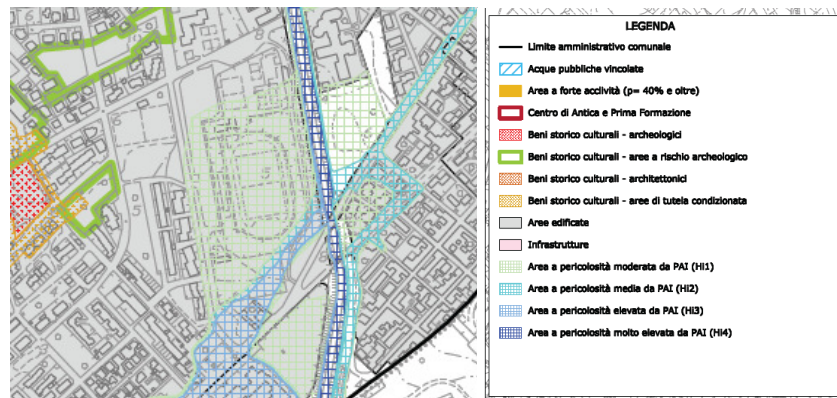 LEGENDA
Limite amministrativo comunale
Acque pubbliche vincolate
Area a forte acclività (p= 40% e oltre)
Centro di Antica e Prima Formazione
Beni storico culturali - archeologici
Beni storico culturali - aree a rischio archeologico
Beni storico culturali - architettonici
Beni storico culturali - aree di tutela condizionata
Aree edificate
Infrastrutture
Area a pericolosità moderata da PAI (Hi1)
Area a pericolosità media da PAI (Hi2)
Area a pericolosità elevata da PAI (Hi3)
Area a pericolosità molto elevata da PAI (Hi4)